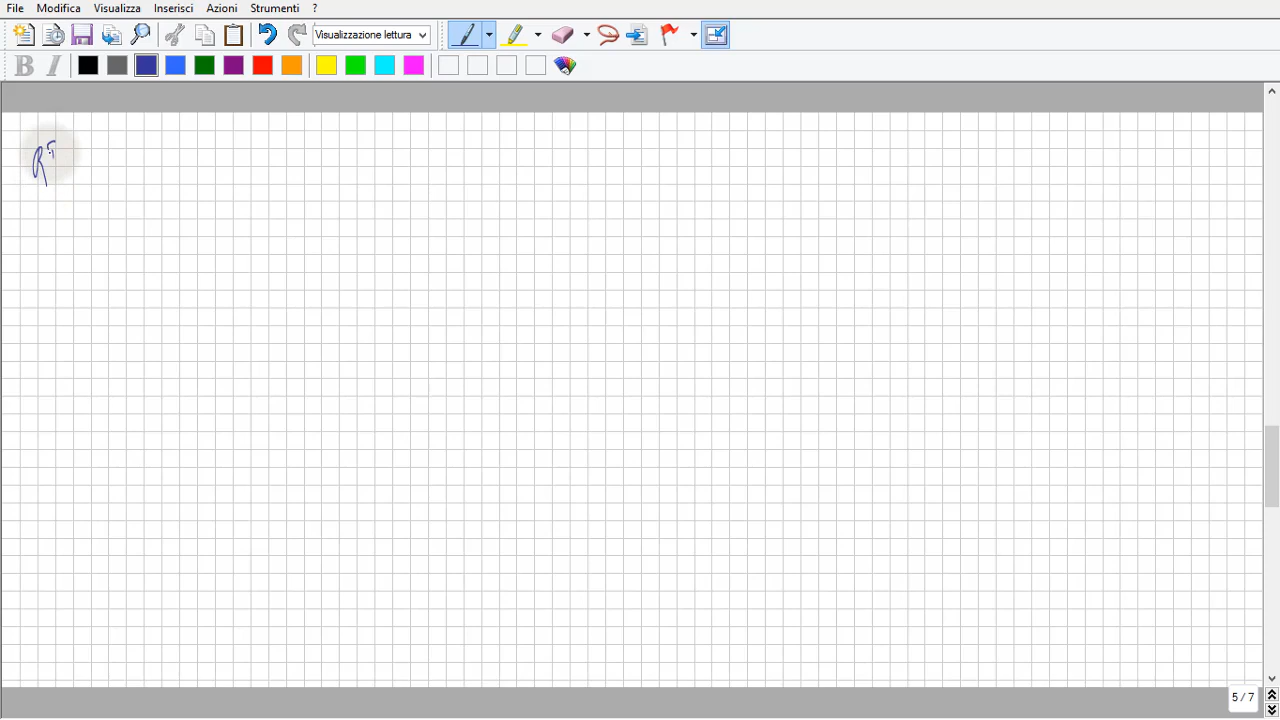 File Modifica Visualizza Inserisci Azioni Strumenti ?
Visualizzazione lettura
B I
5 / 7